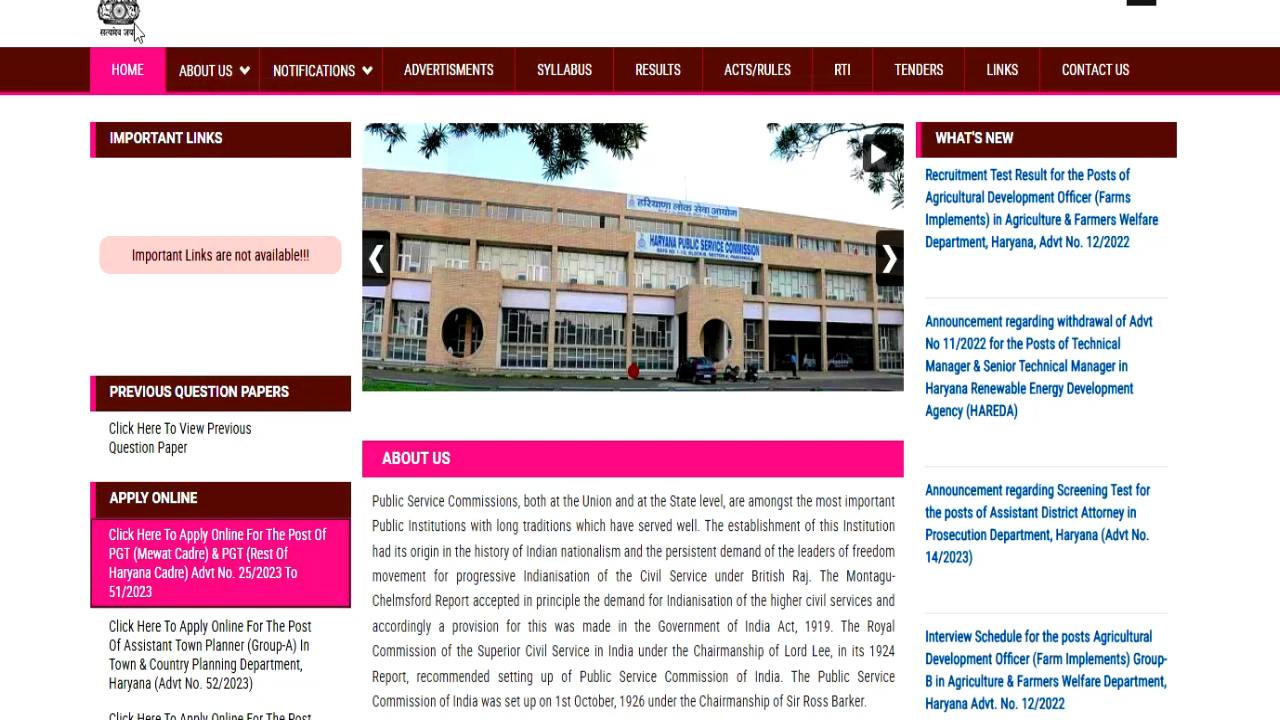 सत्यमेव जयते
HOME
ABOUT US
NOTIFICATIONS
ADVERTISMENTS
SYLLABUS
RESULTS
ACTS/RULES
RTI
TENDERS
LINKS
CONTACT US
IMPORTANT LINKS
Important Links are not available!!!
PREVIOUS QUESTION PAPERS
Click Here To View Previous
Question Paper
APPLY ONLINE
Click Here To Apply Online For The Post Of
PGT (Mewat Cadre) & PGT (Rest Of
Haryana Cadre) Advt No. 25/2023 To
51/2023
Click Here To Apply Online For The Post
Of Assistant Town Planner (Group-A) In
Town & Country Planning Department,
Haryana (Advt No. 52/2023)
Click Here To Apply Online For The Post
हरियाणा लोक सेवा आयोग
HARYANA PUBLIC SERVICE COMMISSION
ABOUT US
Public Service Commissions, both at the Union and at the State level, are amongst the most important
Public Institutions with long traditions which have served well. The establishment of this Institution
had its origin in the history of Indian nationalism and the persistent demand of the leaders of freedom
movement for progressive Indianisation of the Civil Service under British Raj. The Montagu-
Chelmsford Report accepted in principle the demand for Indianisation of the higher civil services and
accordingly a provision for this was made in the Government of India Act, 1919. The Royal
Commission of the Superior Civil Service in India under the Chairmanship of Lord Lee, in its 1924
Report, recommended setting up of Public Service Commission of India. The Public Service
Commission of India was set up on 1st October, 1926 under the Chairmanship of Sir Ross Barker.
WHAT'S NEW
Recruitment Test Result for the Posts of
Agricultural Development Officer (Farms
Implements) in Agriculture & Farmers Welfare
Department, Haryana, Advt No. 12/2022
Announcement regarding withdrawal of Advt
No 11/2022 for the Posts of Technical
Manager & Senior Technical Manager in
Haryana Renewable Energy Development
Agency (HAREDA)
Announcement regarding Screening Test for
the posts of Assistant District Attorney in
Prosecution Department, Haryana (Advt No.
14/2023)
Interview Schedule for the posts Agricultural
Development Officer (Farm Implements) Group-
B in Agriculture & Farmers Welfare Department,
Haryana Advt. No. 12/2022